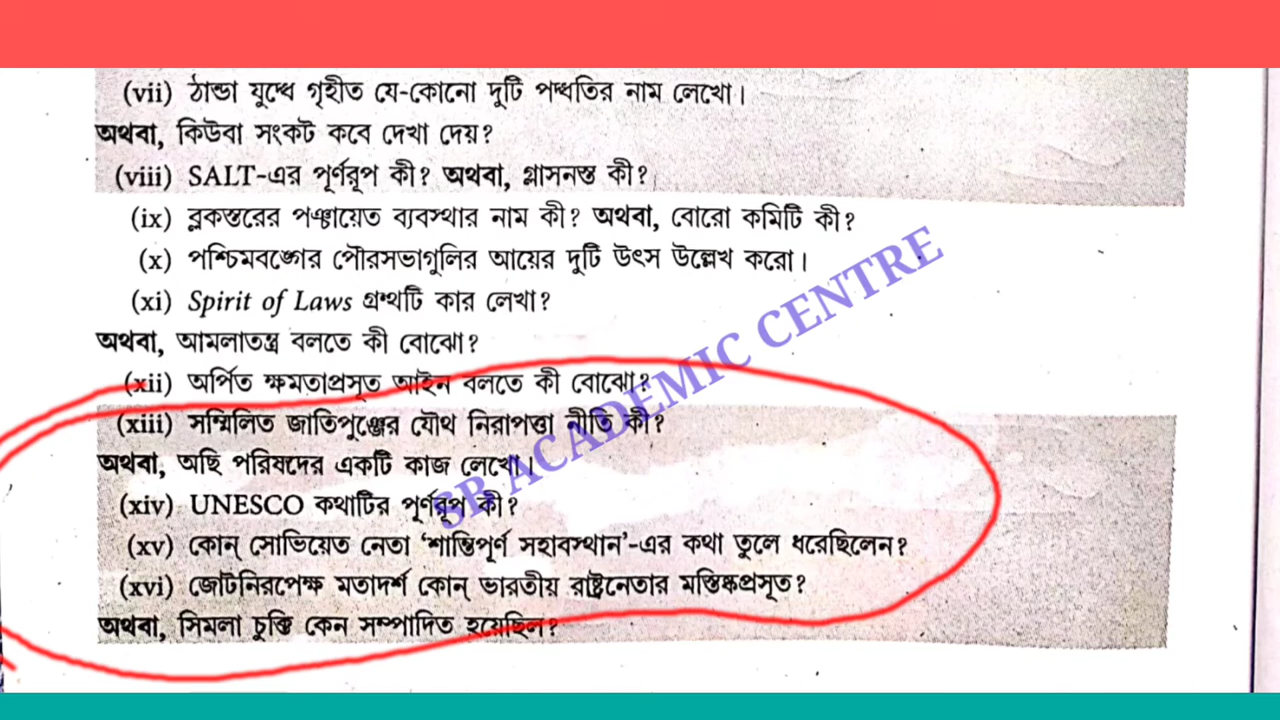 (vii) ঠান্ডা যুদ্ধে গৃহীত যে-কোনো দুটি পদ্ধতির নাম লেখো।
অথবা, কিউবা সংকট কবে দেখা দেয়?
(viii) SALT-এর পূর্ণরূপ কী? অথবা, গ্লাসনস্ত কী?
(ix) ব্লকস্তরের পঞ্চায়েত ব্যবস্থার নাম কী? অথবা, বোরো কমিটি কী?
(x) পশ্চিমবঙ্গের পৌরসভাগুলির আয়ের দুটি উৎস উল্লেখ করো।
(xi) Spirit of Laws গ্রন্থটি কার লেখা?
অথবা, আমলাতন্ত্র বলতে কী বোঝো?
(xii) অর্পিত ক্ষমতাপ্রসূত আইন বলতে কী বোঝো?
(xiii) সম্মিলিত জাতিপুঞ্জের যৌথ নিরাপত্তা নীতি কী?
অথবা, অছি পরিষদের একটি কাজ লেখো।
(xiv) UNESCO কথাটির পূর্ণরূপ কী?
(xv) কোন্ সোভিয়েত নেতা ‘শান্তিপূর্ণ সহাবস্থান’-এর কথা তুলে ধরেছিলেন?
(xvi) জোটনিরপেক্ষ মতাদর্শ কোন্ ভারতীয় রাষ্ট্রনেতার মস্তিষ্কপ্রসূত?
অথবা, সিমলা চুক্তি কেন সম্পাদিত হয়েছিল?
SB ACADEMIC CENTRE